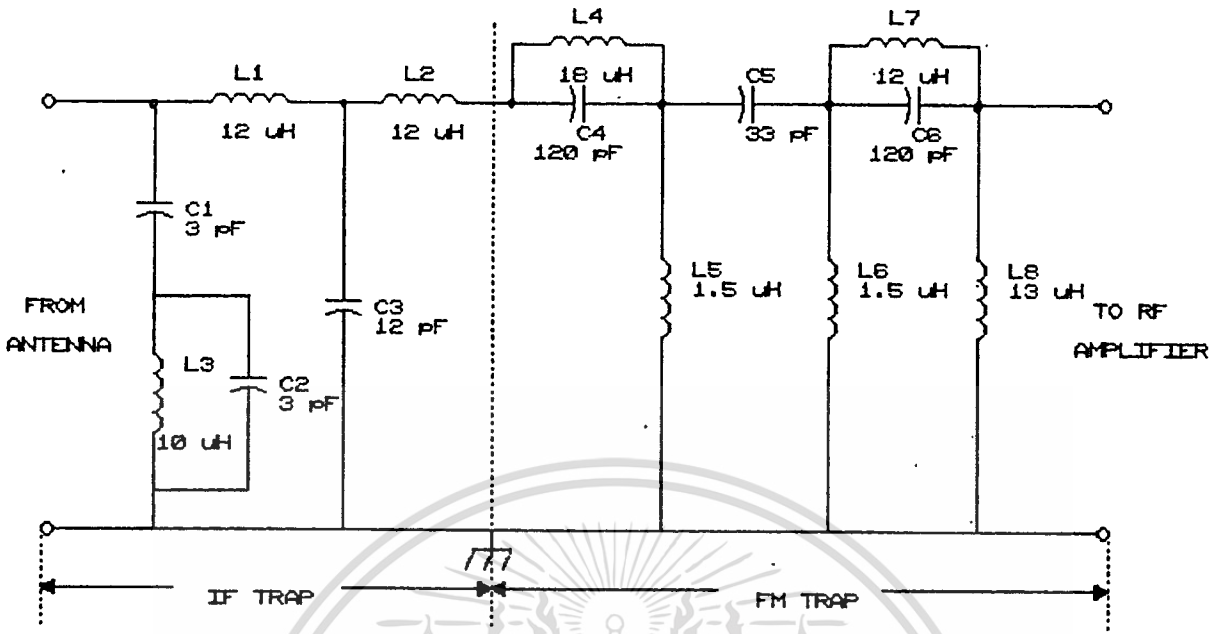 L4
18 uH
C4
120 pF
L7
12 uH
C6
120 pF
C5
33 pF
L1
12 uH
L2
12 uH
C1
3 pF
L3
10 uH
C2
3 pF
C3
12 pF
L5
1.5 uH
L6
1.5 uH
L8
13 uH
FROM
ANTENNA
TO RF
AMPLIFIER
IF TRAP
FM TRAP